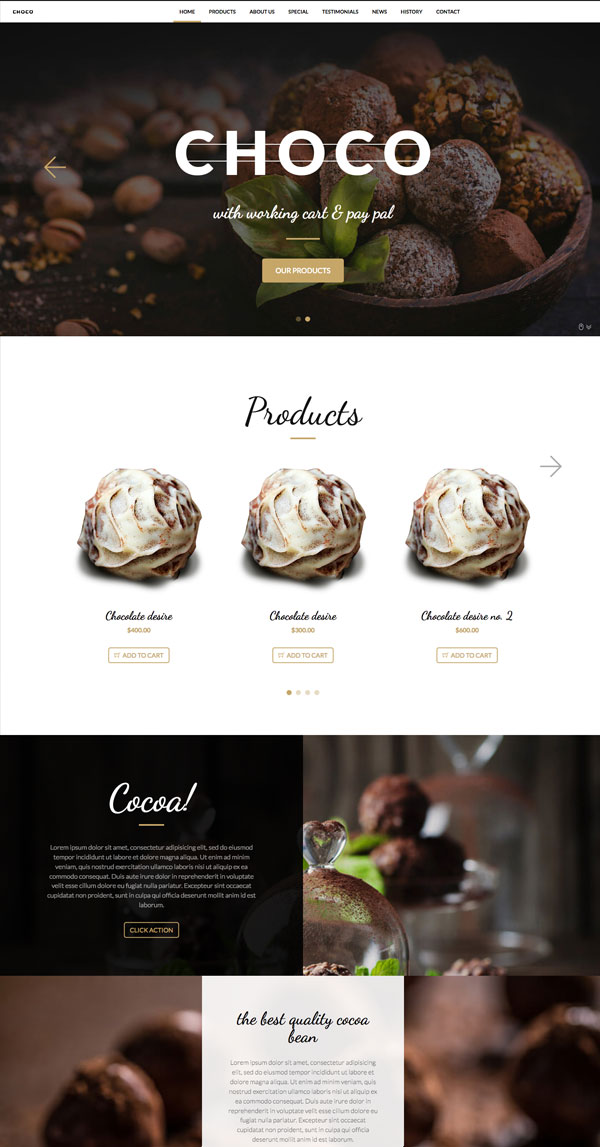 CHOCO
HOME PRODUCTS ABOUT US SPECIAL TESTIMONIALS NEWS HISTORY CONTACT
CHOCO
with working cart & pay pal
OUR PRODUCTS
Products
Chocolate desire
$400.00
ADD TO CART
Chocolate desire
$300.00
ADD TO CART
Chocolate desire no. 2
$600.00
ADD TO CART
Cocoa!
Lorem ipsum dolor sit amet, consectetur adipisicing elit, sed do eiusmod
tempor incididunt ut labore et dolore magna aliqua. Ut enim ad minim
veniam, quis nostrud exercitation ullamco laboris nisi ut aliquip ex ea
commodo consequat. Duis aute irure dolor in reprehenderit in voluptate
velit esse cillum dolore eu fugiat nulla pariatur. Excepteur sint occaecat
cupidatat non proident, sunt in culpa qui officia deserunt mollit anim id est
laborum.
CLICK ACTION
the best quality cocoa
bean
Lorem ipsum dolor sit amet, consectetur
adipisicing elit, sed do eiusmod tempor
incididunt ut labore et dolore magna
aliqua. Ut enim ad minim veniam, quis
nostrud exercitation ullamco laboris nisi
ut aliquip ex ea commodo consequat.
Duis aute irure dolor in reprehenderit in
voluptate velit esse cillum dolore eu
fugiat nulla pariatur. Excepteur sint
occaecat cupidatat non proident, sunt in
culpa qui officia deserunt mollit anim id